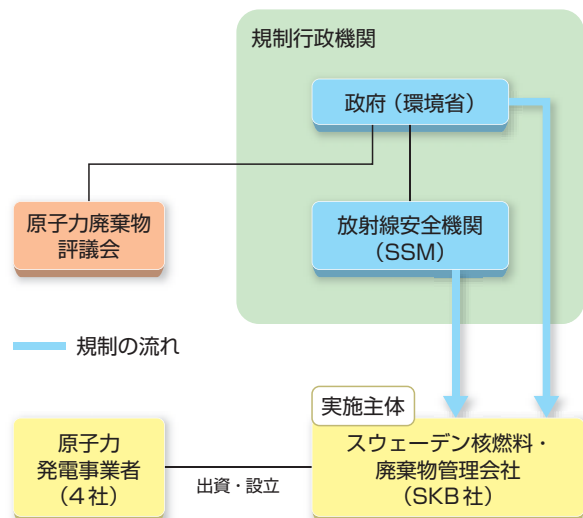 規制行政機関
政府（環境省）
原子力廃棄物
評議会
放射線安全機関
（SSM）
規制の流れ
実施主体
原子力
発電事業者
（4社）
出資・設立
スウェーデン核燃料・
廃棄物管理会社
（SKB社）